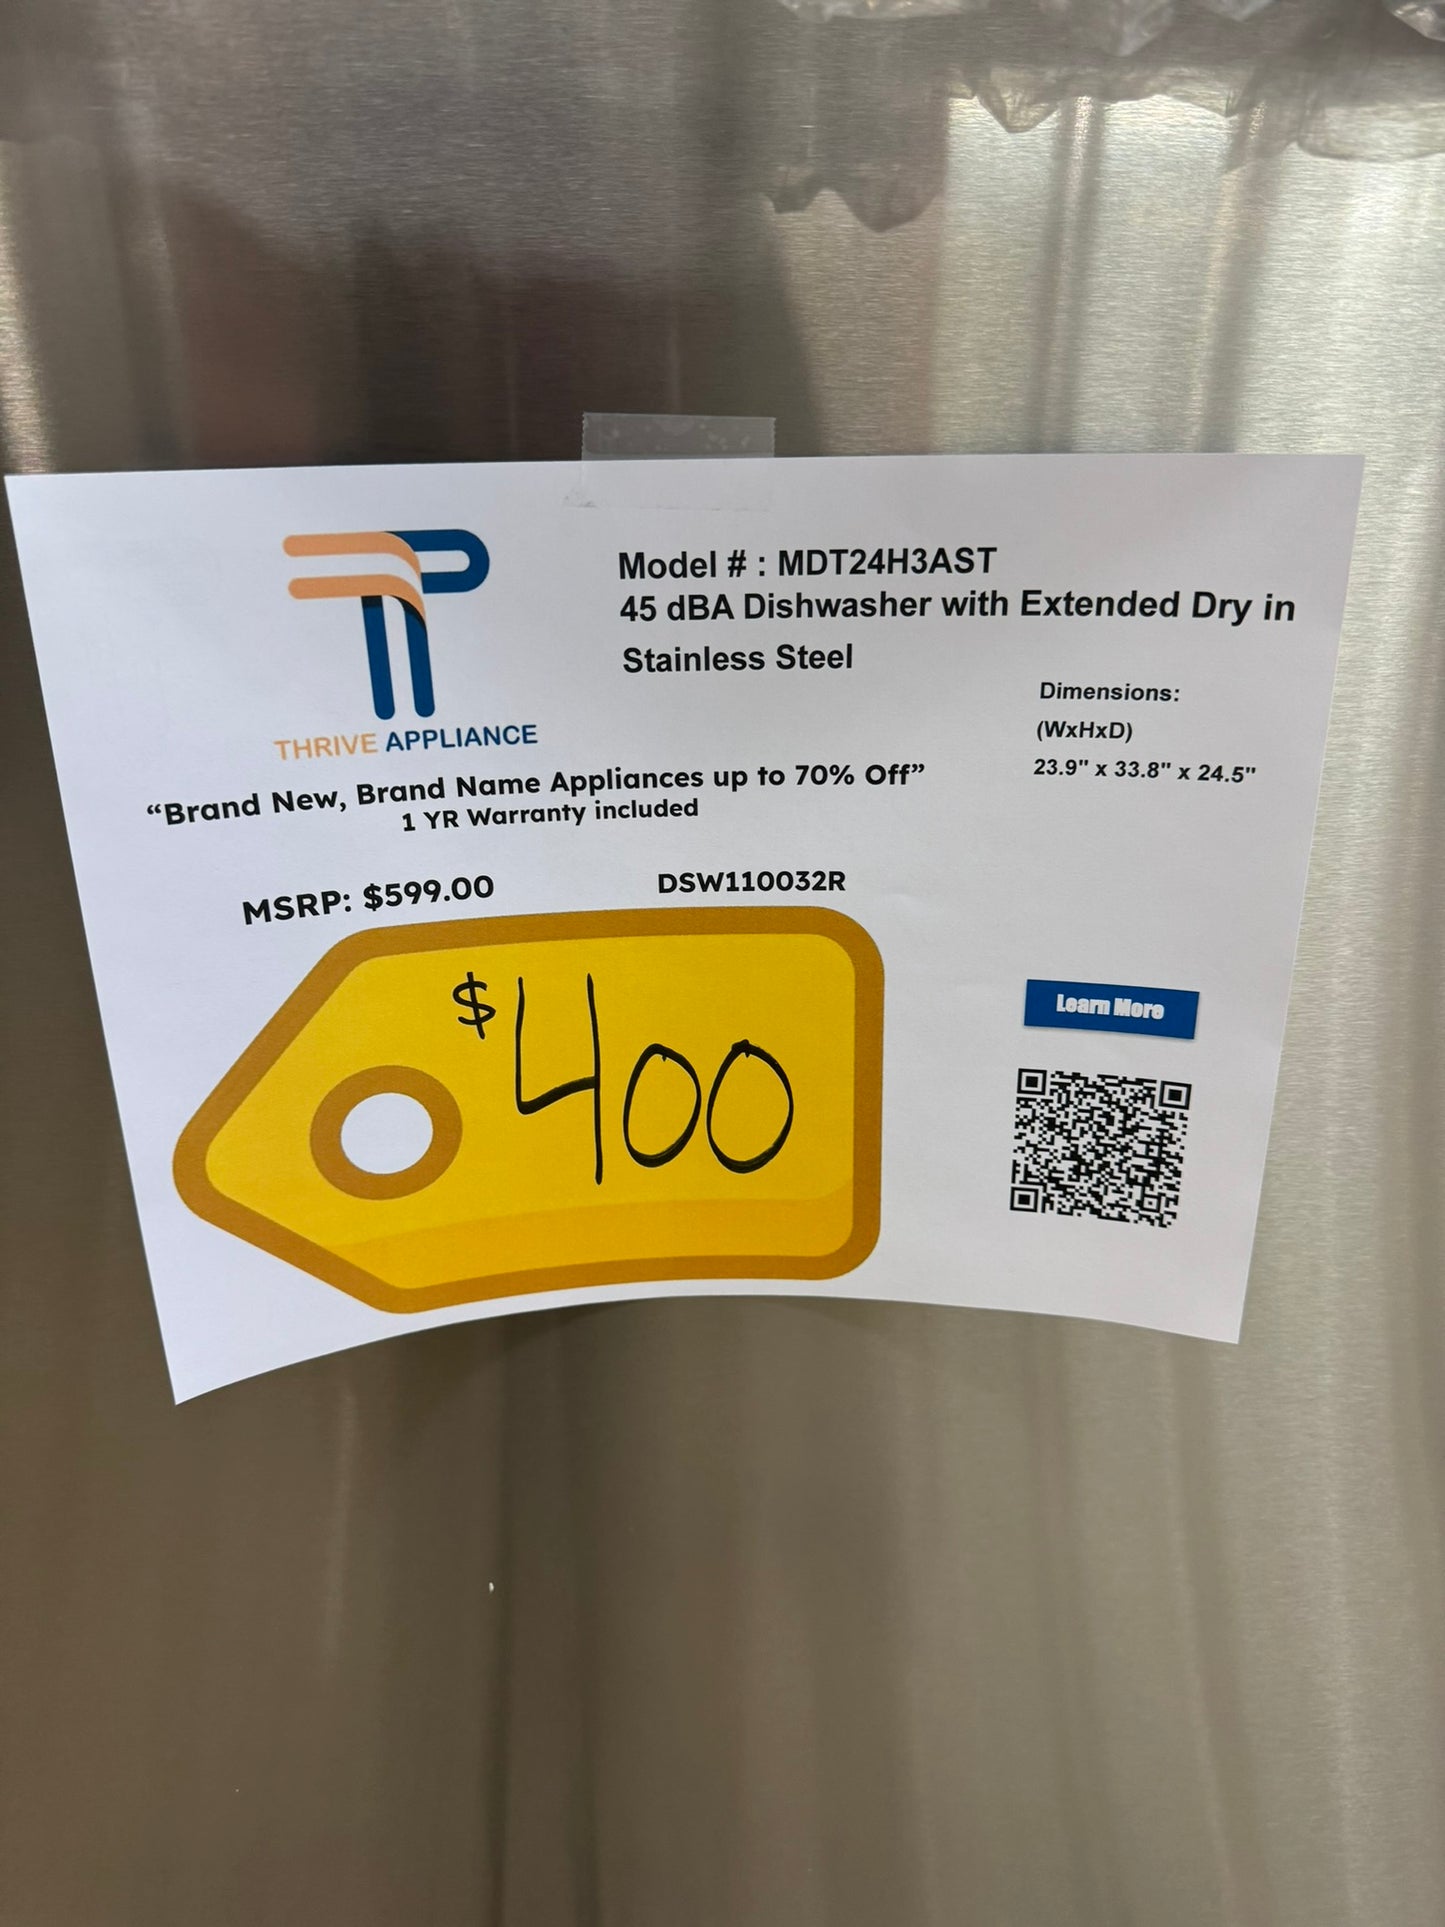 Model # : MDT24H3AST
45 dBA Dishwasher with Extended Dry in
Stainless Steel
Dimensions:
(WxHxD)
23.9" x 33.8" x 24.5"
THRIVE APPLIANCE
“Brand New, Brand Name Appliances up to 70% Off”
1 YR Warranty included
MSRP: $599.00
DSW110032R
$400
Learn More